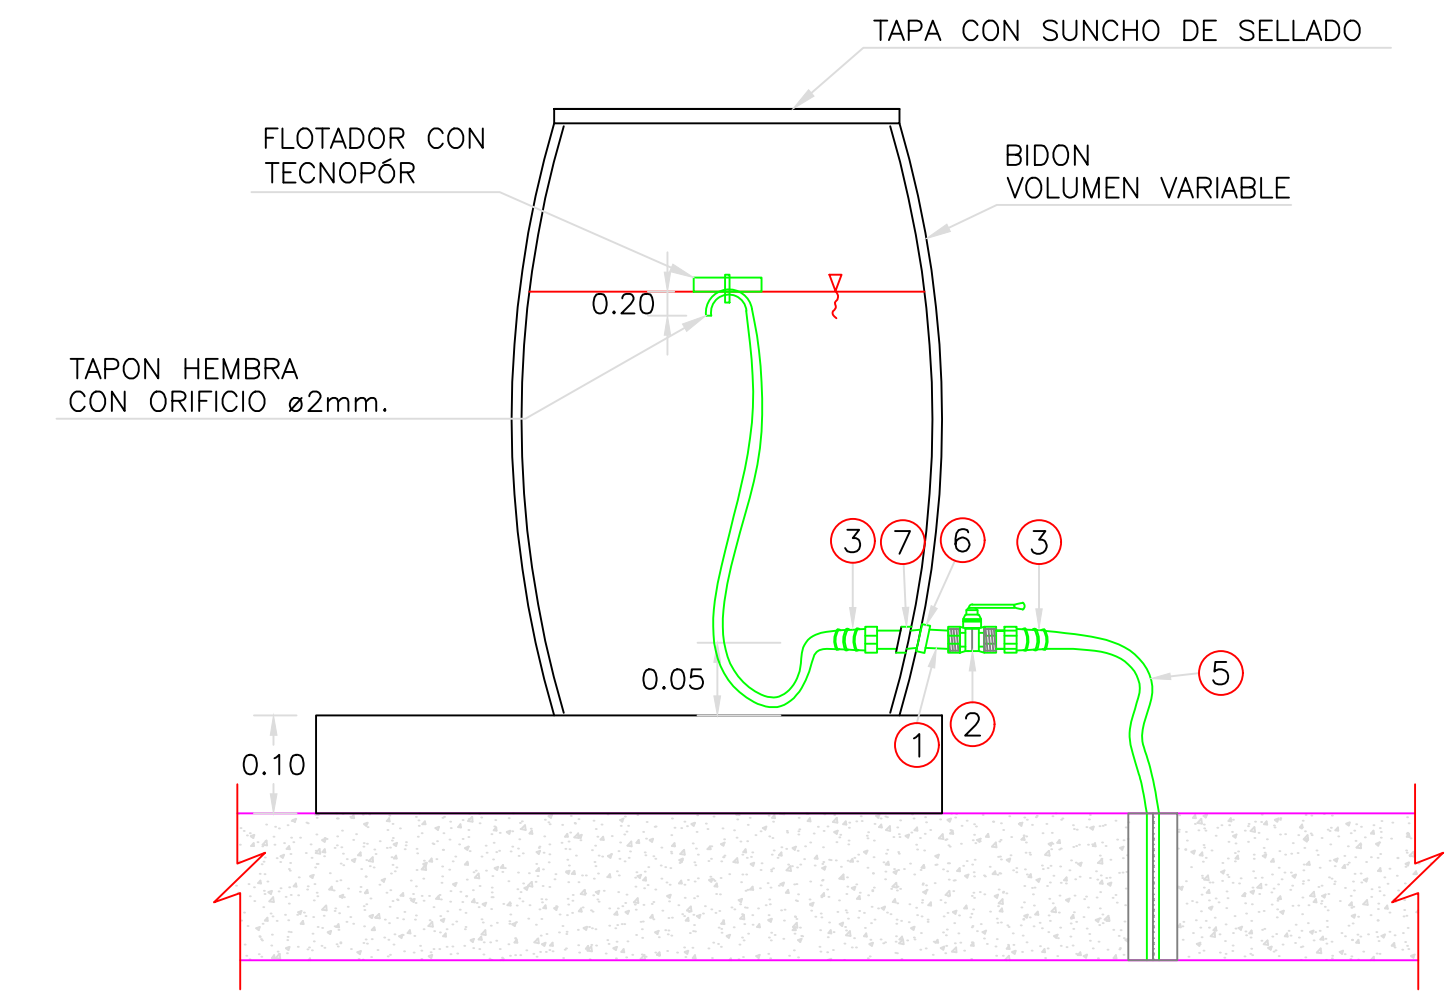 TAPA CON SUNCHO DE SELLADO
FLOTADOR CON
TECNOPÓR
BIDON
VOLUMEN VARIABLE
0.20
TAPON HEMBRA
CON ORIFICIO ø2mm.
3
7
6
3
0.05
5
1
2
0.10